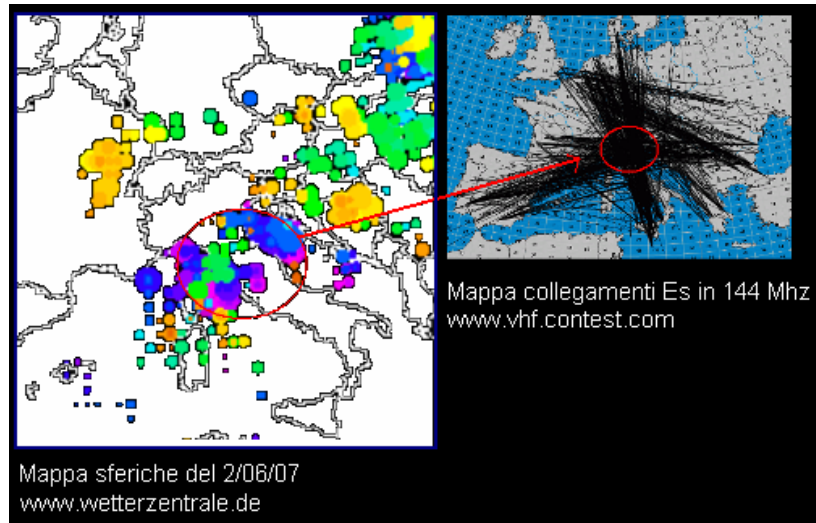 Mappa collegamenti Es in 144 Mhz
www.vhf.contest.com
Mappa sferiche del 2/06/07
www.wetterzentrale.de